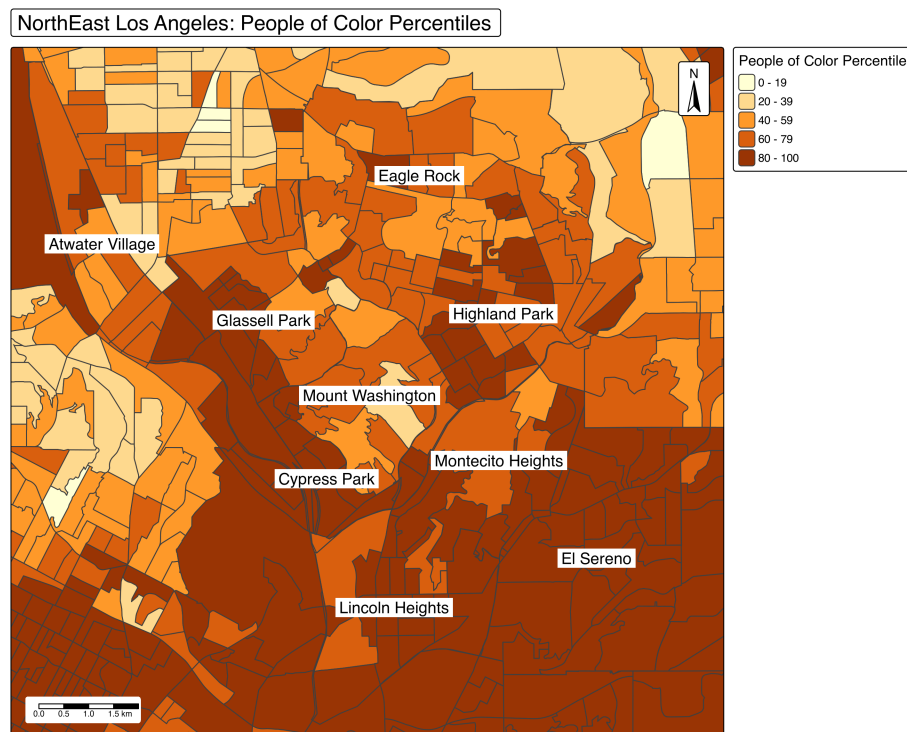 NorthEast Los Angeles: People of Color Percentiles
People of Color Percentile
0 - 19
20 - 39
40 - 59
60 - 79
80 - 100
N
Eagle Rock
Atwater Village
Glassell Park
Highland Park
Mount Washington
Montecito Heights
Cypress Park
El Sereno
Lincoln Heights
0.0 0.5 1.0 1.5 km